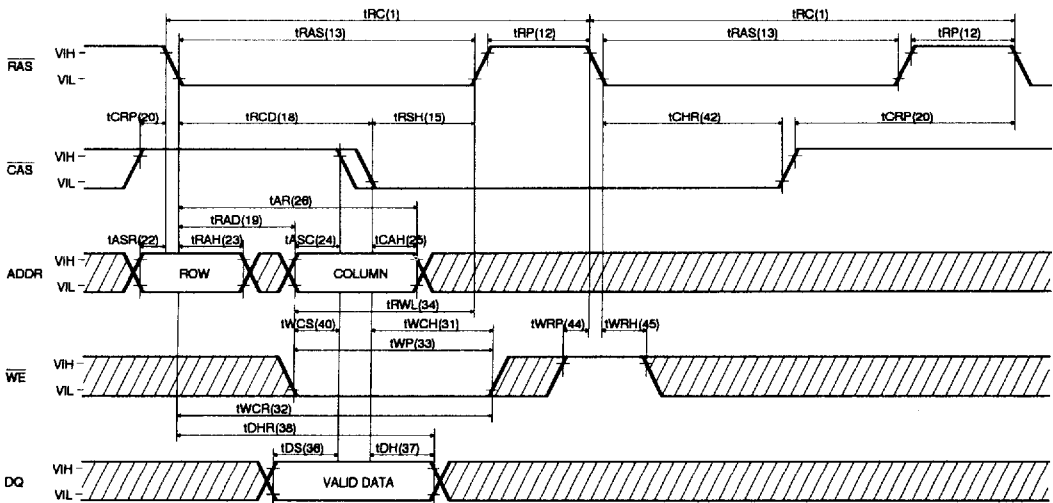 tRC(1) tRC(1)
tRAS(13) tRP(12) tRAS(13) tRP(12)
RAS VIH VIL
tCRP(20) tRCD(18) tRSH(15) tCHR(42) tCRP(20)
CAS VIH VIL
tAR(26)
tRAD(19)
tASR(22) tRAH(23) tASC(24) tCAH(25)
ADDR VIH VIL ROW COLUMN
tRWL(34)
tWCS(40) tWCH(31) tWRP(44) tWRH(45)
tWP(33)
WE VIH VIL
tWCR(32)
tDHR(38)
tDS(36) tDH(37)
DQ VIH VIL VALID DATA